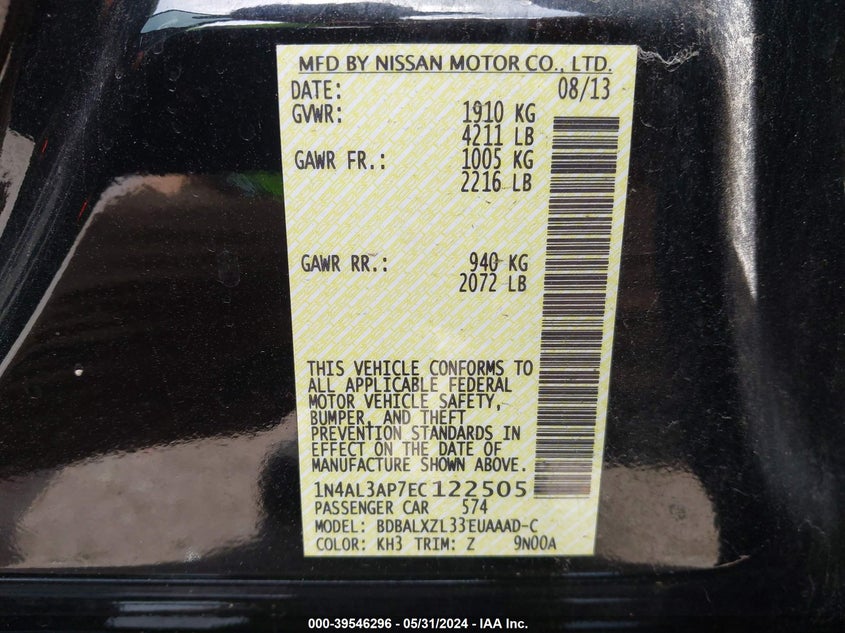 MFD BY NISSAN MOTOR CO., LTD.
DATE: 08/13
GVWR: 1910 KG
4211 LB
GAWR FR.: 1005 KG
2216 LB
GAWR RR.: 940 KG
2072 LB
THIS VEHICLE CONFORMS TO
ALL APPLICABLE FEDERAL
MOTOR VEHICLE SAFETY,
BUMPER, AND THEFT
PREVENTION STANDARDS IN
EFFECT ON THE DATE OF
MANUFACTURE SHOWN ABOVE.
1N4AL3AP7EC122505
PASSENGER CAR 574
MODEL: BDBALXZL33EUAAAD-C
COLOR: KH3 TRIM: Z 9N00A
000-39546296 - 05/31/2024 - IAA Inc.